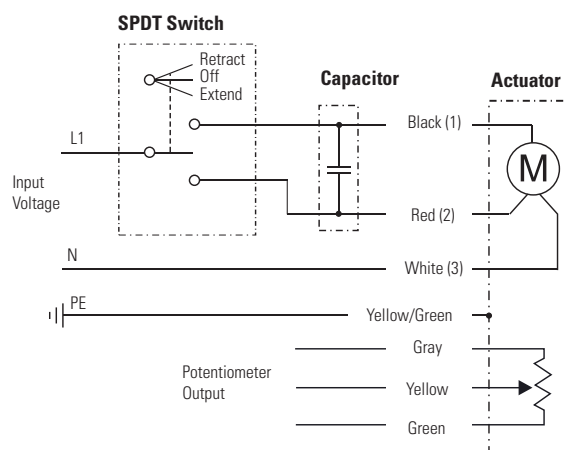 SPDT Switch
Retract
Off
Extend
Capacitor
Actuator
L1
Black (1)
M
Input
Voltage
Red (2)
N
White (3)
PE
Yellow/Green
Gray
Potentiometer
Output
Yellow
Green